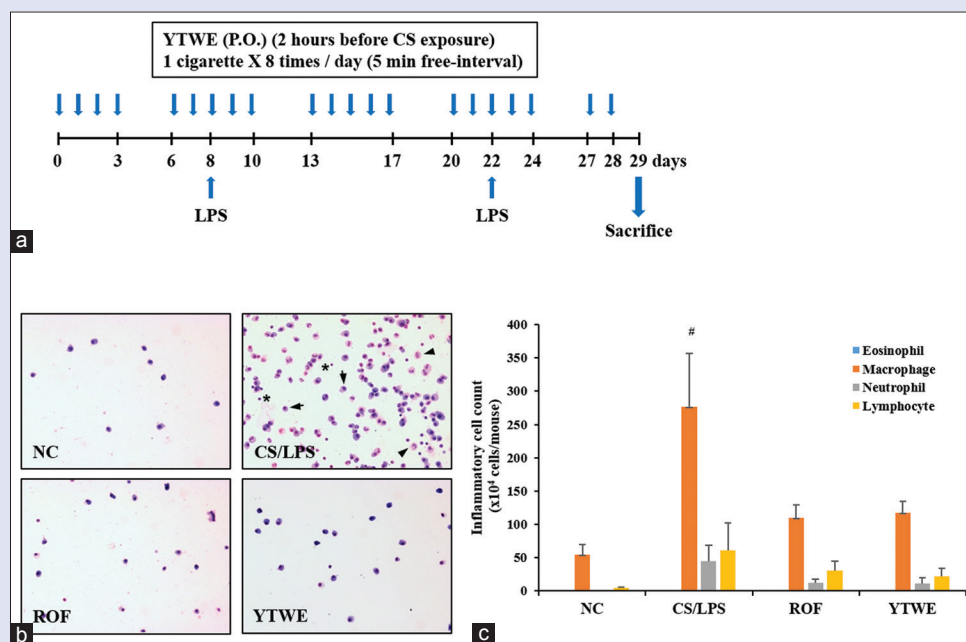 YTWE (P.O.) (2 hours before CS exposure)
1 cigarette X 8 times / day (5 min free-interval)
0 3 6 8 10 13 17 20 22 24 27 28 29 days
LPS LPS
Sacrifice
a
NC
CS/LPS
*
*
ROF
YTWE
b
Inflammatory cell count
(x10⁴ cells/mouse)
400
350
300
250
200
150
100
50
0
#
Eosinophil
Macrophage
Neutrophil
Lymphocyte
NC CS/LPS ROF YTWE
c